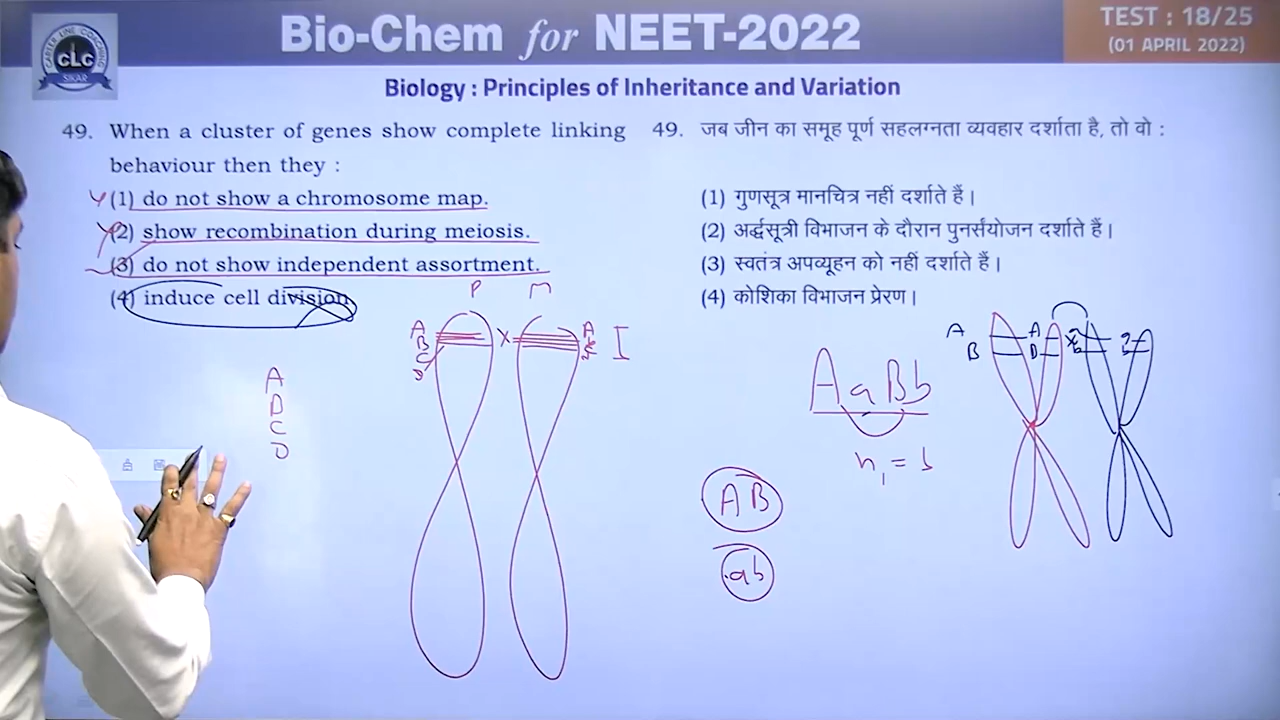 CAREER LINE COACHING
CLC
SIKAR
Bio-Chem for NEET-2022
TEST : 18/25
(01 APRIL 2022)
Biology : Principles of Inheritance and Variation
49. When a cluster of genes show complete linking
behaviour then they :
(1) do not show a chromosome map.
(2) show recombination during meiosis.
(3) do not show independent assortment.
(4) induce cell division
49. जब जीन का समूह पूर्ण सहलग्नता व्यवहार दर्शाता है, तो वो :
(1) गुणसूत्र मानचित्र नहीं दर्शाते हैं।
(2) अर्द्धसूत्री विभाजन के दौरान पुनर्संयोजन दर्शाते हैं।
(3) स्वतंत्र अपव्यूहन को नहीं दर्शाते हैं।
(4) कोशिका विभाजन प्रेरण।
P M
A
B
C
X
A
I
A
C
AaBb
AB
ab
A
B
A